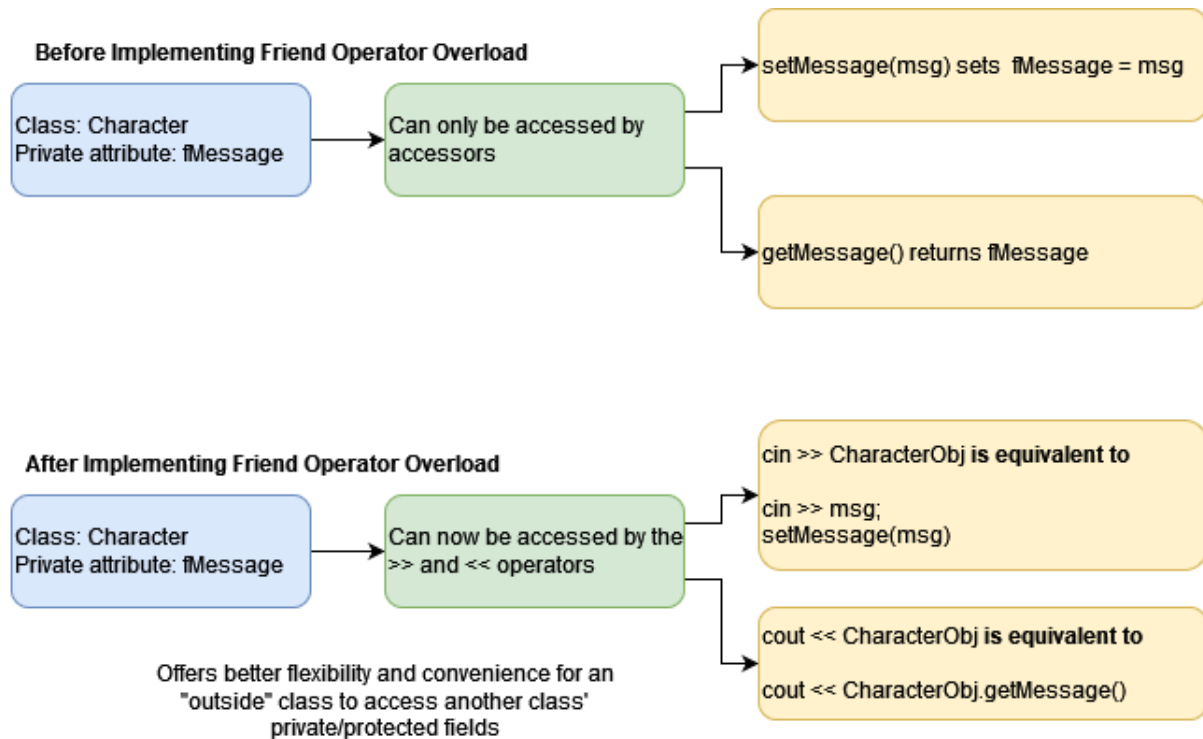 Before Implementing Friend Operator Overload
Class: Character
Private attribute: fMessage
Can only be accessed by
accessors
setMessage(msg) sets fMessage = msg
getMessage() returns fMessage
After Implementing Friend Operator Overload
Class: Character
Private attribute: fMessage
Can now be accessed by the
>> and << operators
cin >> CharacterObj is equivalent to
cin >> msg;
setMessage(msg)
cout << CharacterObj is equivalent to
cout << CharacterObj.getMessage()
Offers better flexibility and convenience for an
"outside" class to access another class'
private/protected fields